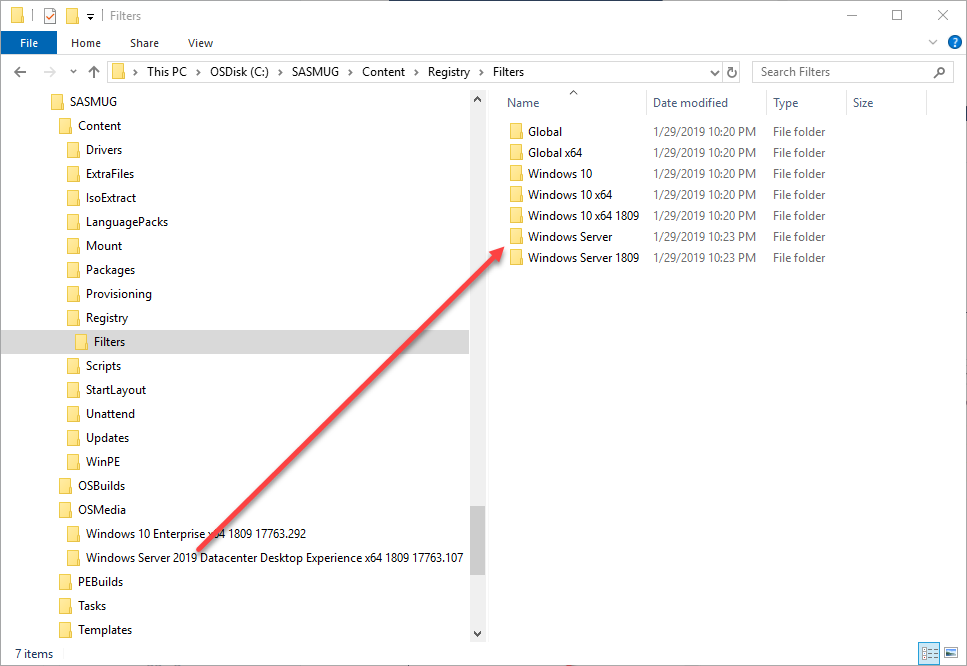 Filters
File Home Share View
This PC > OSDisk (C:) > SASMUG > Content > Registry > Filters
Search Filters
SASMUG
Content
Drivers
ExtraFiles
IsoExtract
LanguagePacks
Mount
Packages
Provisioning
Registry
Filters
Scripts
StartLayout
Unattend
Updates
WinPE
OSBuilds
OSMedia
Windows 10 Enterprise x64 1809 17763.292
Windows Server 2019 Datacenter Desktop Experience x64 1809 17763.107
PEBuilds
Tasks
Templates
Name Date modified Type Size
Global 1/29/2019 10:20 PM File folder
Global x64 1/29/2019 10:20 PM File folder
Windows 10 1/29/2019 10:20 PM File folder
Windows 10 x64 1/29/2019 10:20 PM File folder
Windows 10 x64 1809 1/29/2019 10:20 PM File folder
Windows Server 1/29/2019 10:23 PM File folder
Windows Server 1809 1/29/2019 10:23 PM File folder
7 items